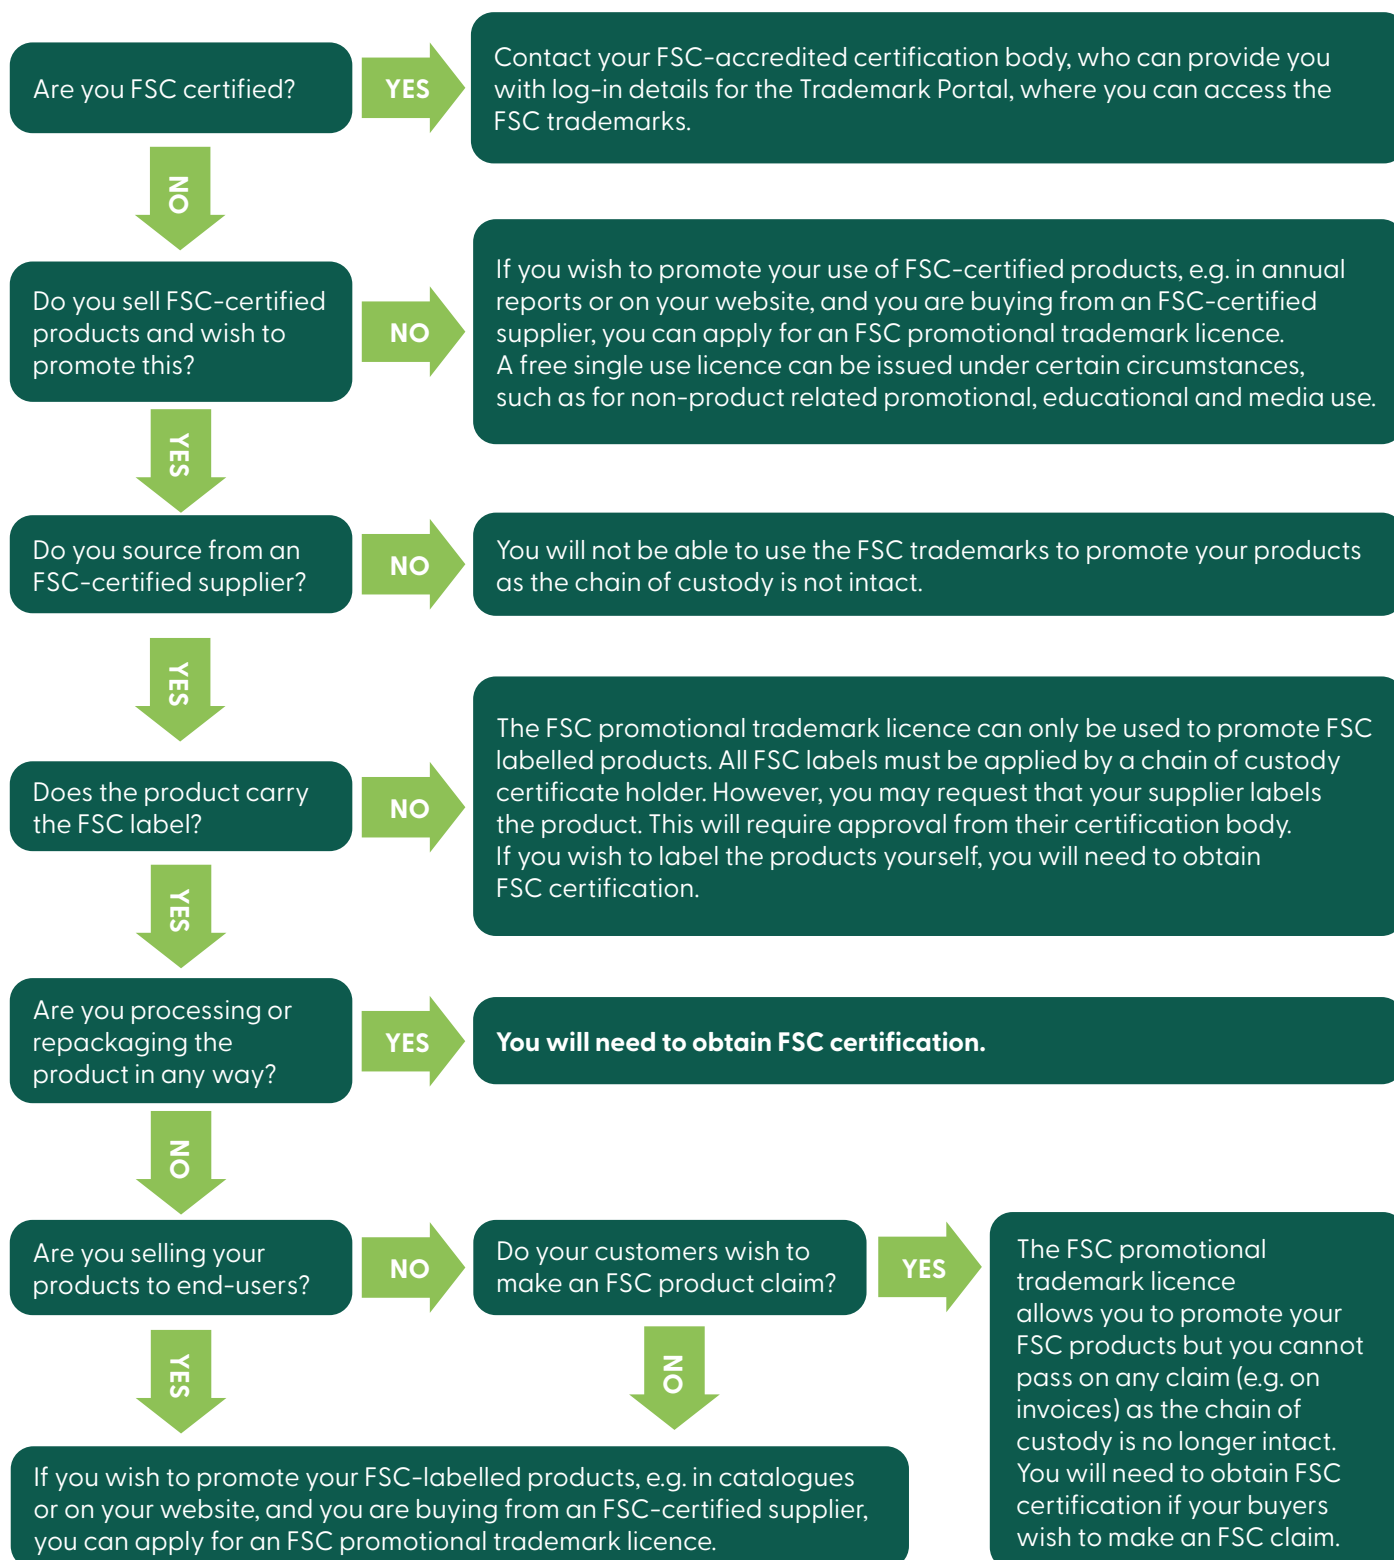 Are you FSC certified?
YES
Contact your FSC-accredited certification body, who can provide you
with log-in details for the Trademark Portal, where you can access the
FSC trademarks.
NO
Do you sell FSC-certified
products and wish to
promote this?
NO
If you wish to promote your use of FSC-certified products, e.g. in annual
reports or on your website, and you are buying from an FSC-certified
supplier, you can apply for an FSC promotional trademark licence.
A free single use licence can be issued under certain circumstances,
such as for non-product related promotional, educational and media use.
YES
Do you source from an
FSC-certified supplier?
NO
You will not be able to use the FSC trademarks to promote your products
as the chain of custody is not intact.
YES
Does the product carry
the FSC label?
NO
The FSC promotional trademark licence can only be used to promote FSC
labelled products. All FSC labels must be applied by a chain of custody
certificate holder. However, you may request that your supplier labels
the product. This will require approval from their certification body.
If you wish to label the products yourself, you will need to obtain
FSC certification.
YES
Are you processing or
repackaging the
product in any way?
YES
You will need to obtain FSC certification.
NO
Are you selling your
products to end-users?
NO
Do your customers wish to
make an FSC product claim?
YES
The FSC promotional
trademark licence
allows you to promote your
FSC products but you cannot
pass on any claim (e.g. on
invoices) as the chain of
custody is no longer intact.
You will need to obtain FSC
certification if your buyers
wish to make an FSC claim.
YES
NO
If you wish to promote your FSC-labelled products, e.g. in catalogues
or on your website, and you are buying from an FSC-certified supplier,
you can apply for an FSC promotional trademark licence.